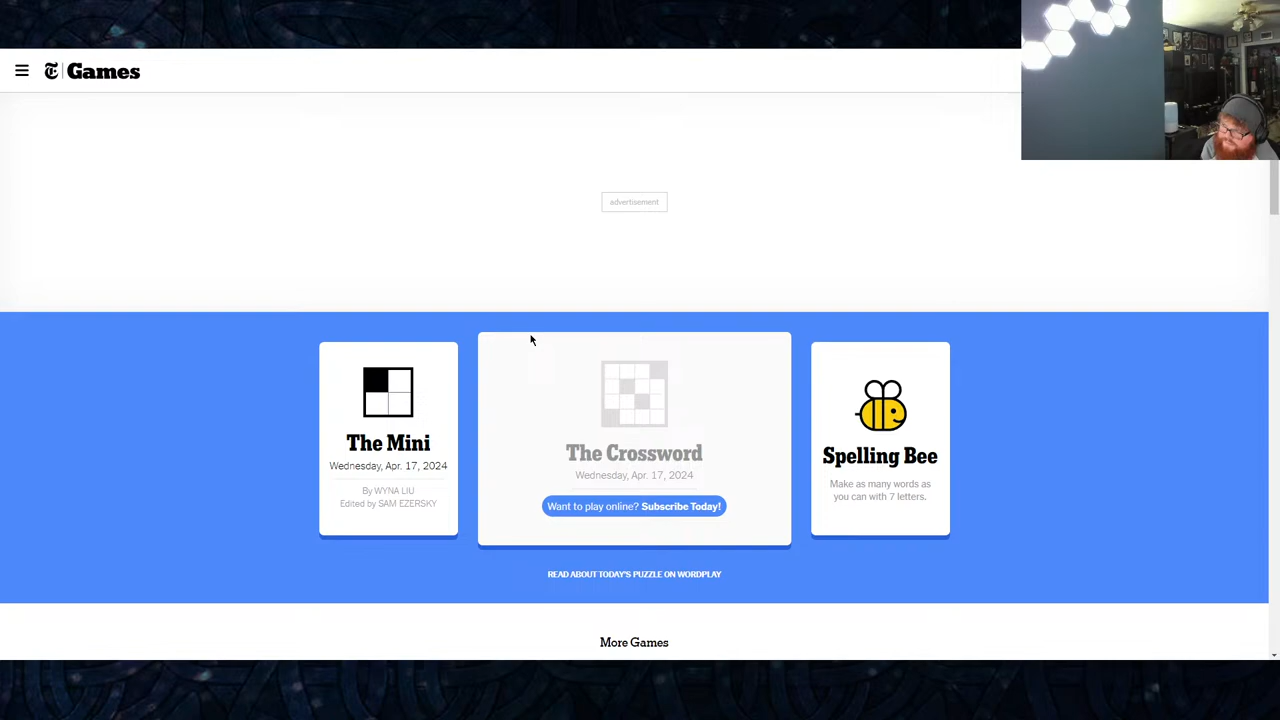 Games
advertisement
The Mini
Wednesday, Apr. 17, 2024
By WYNA LIU
Edited by SAM EZERSKY
The Crossword
Wednesday, Apr. 17, 2024
Want to play online? Subscribe Today!
Spelling Bee
Make as many words as
you can with 7 letters.
READ ABOUT TODAY'S PUZZLE ON WORDPLAY
More Games